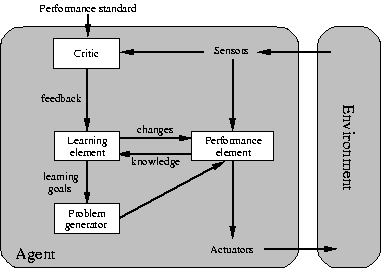 Performance standard
Critic
Sensors
feedback
Learning
element
changes
knowledge
Performance
element
learning
goals
Problem
generator
Agent
Actuators
Environment